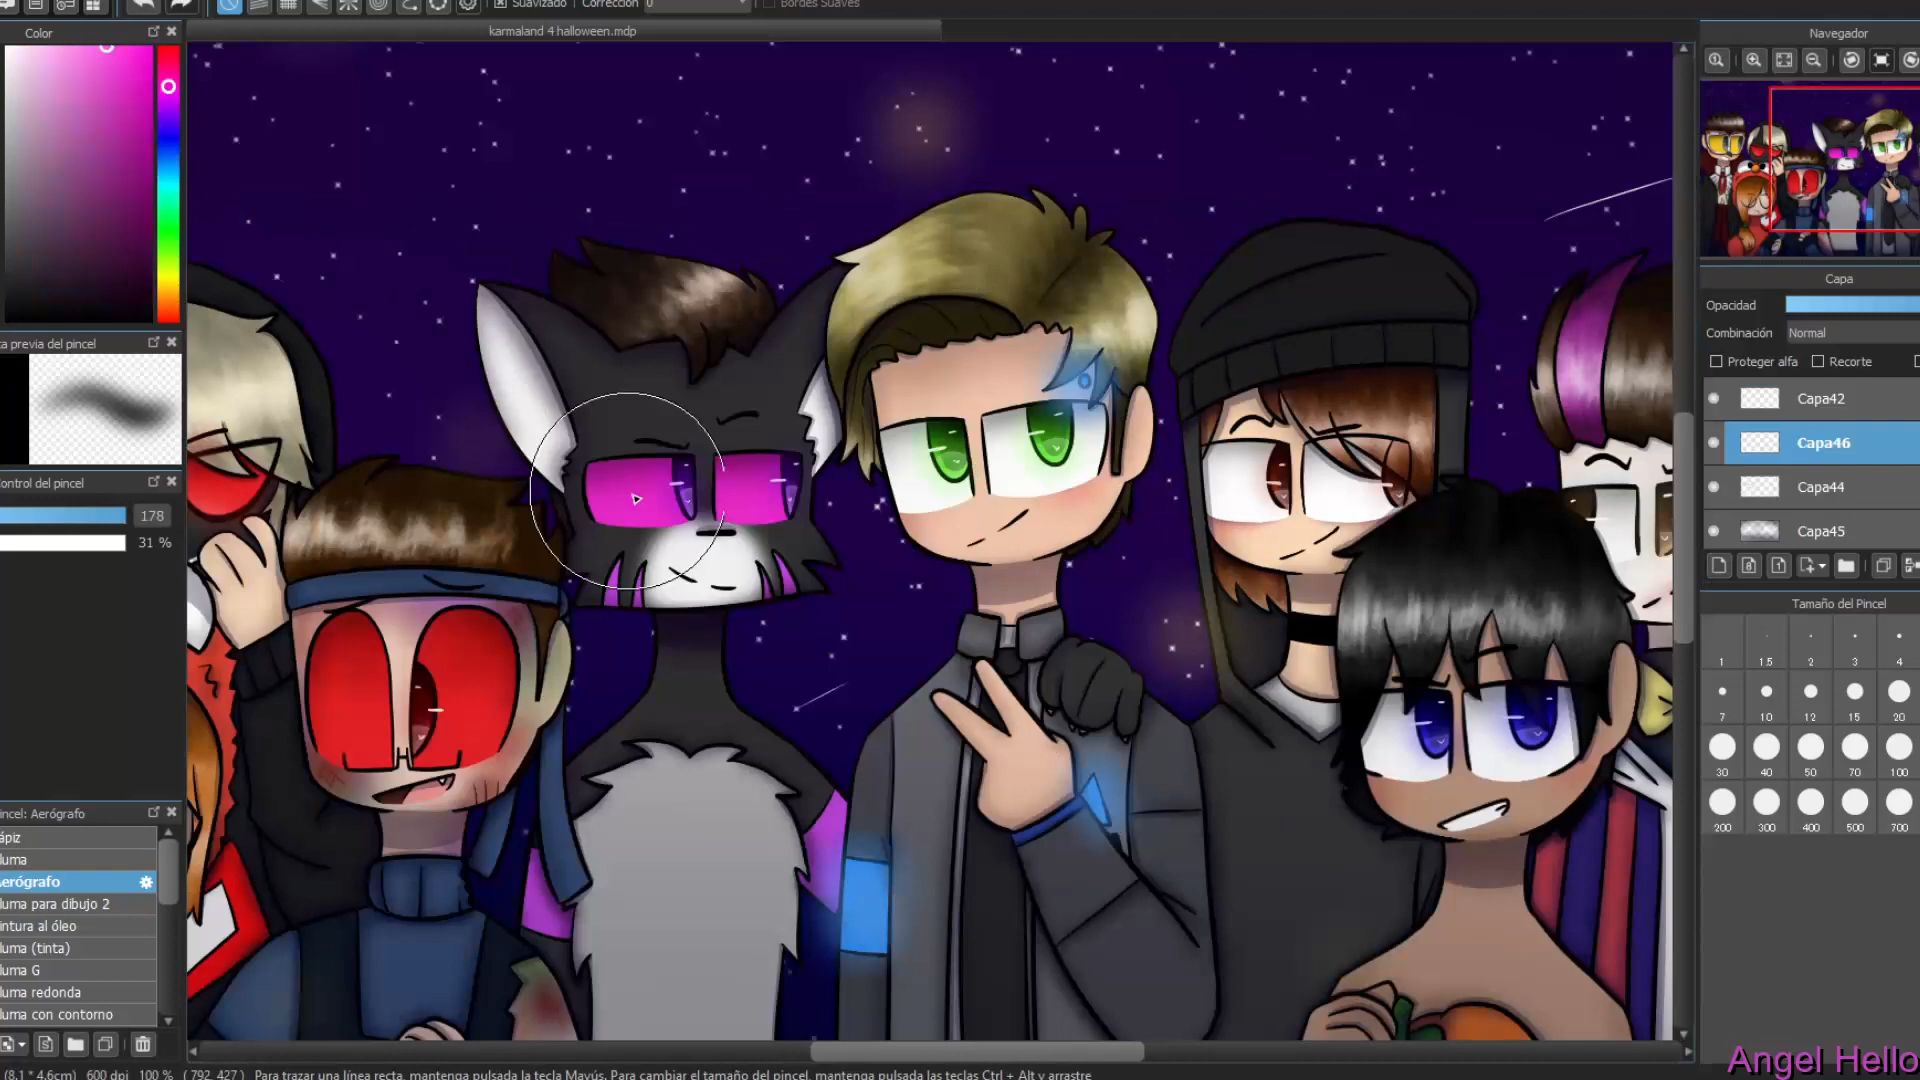 Suavizado Corrección 0 Bordes Suaves
Color
karmaland 4 halloween.mdp
Navegador
ta previa del pincel
Control del pincel
178
31 %
Capa
Opacidad
Combinación Normal
Proteger alfa Recorte
Capa42
Capa46
Capa44
Capa45
Tamaño del Pincel
1 1.5 2 3 4
7 10 12 15 20
30 40 50 70 100
200 300 400 500 700
incel: Aerógrafo
ápiz
luma
Aerógrafo
luma para dibujo 2
intura al óleo
luma (tinta)
luma G
luma redonda
luma con contorno
(8.1 * 4.6cm) 600 dpi 100 % ( 792, 427 ) Para trazar una línea recta, mantenga pulsada la tecla Mayús. Para cambiar el tamaño del pincel, mantenga pulsada las teclas Ctrl + Alt y arrastre
Angel Hello